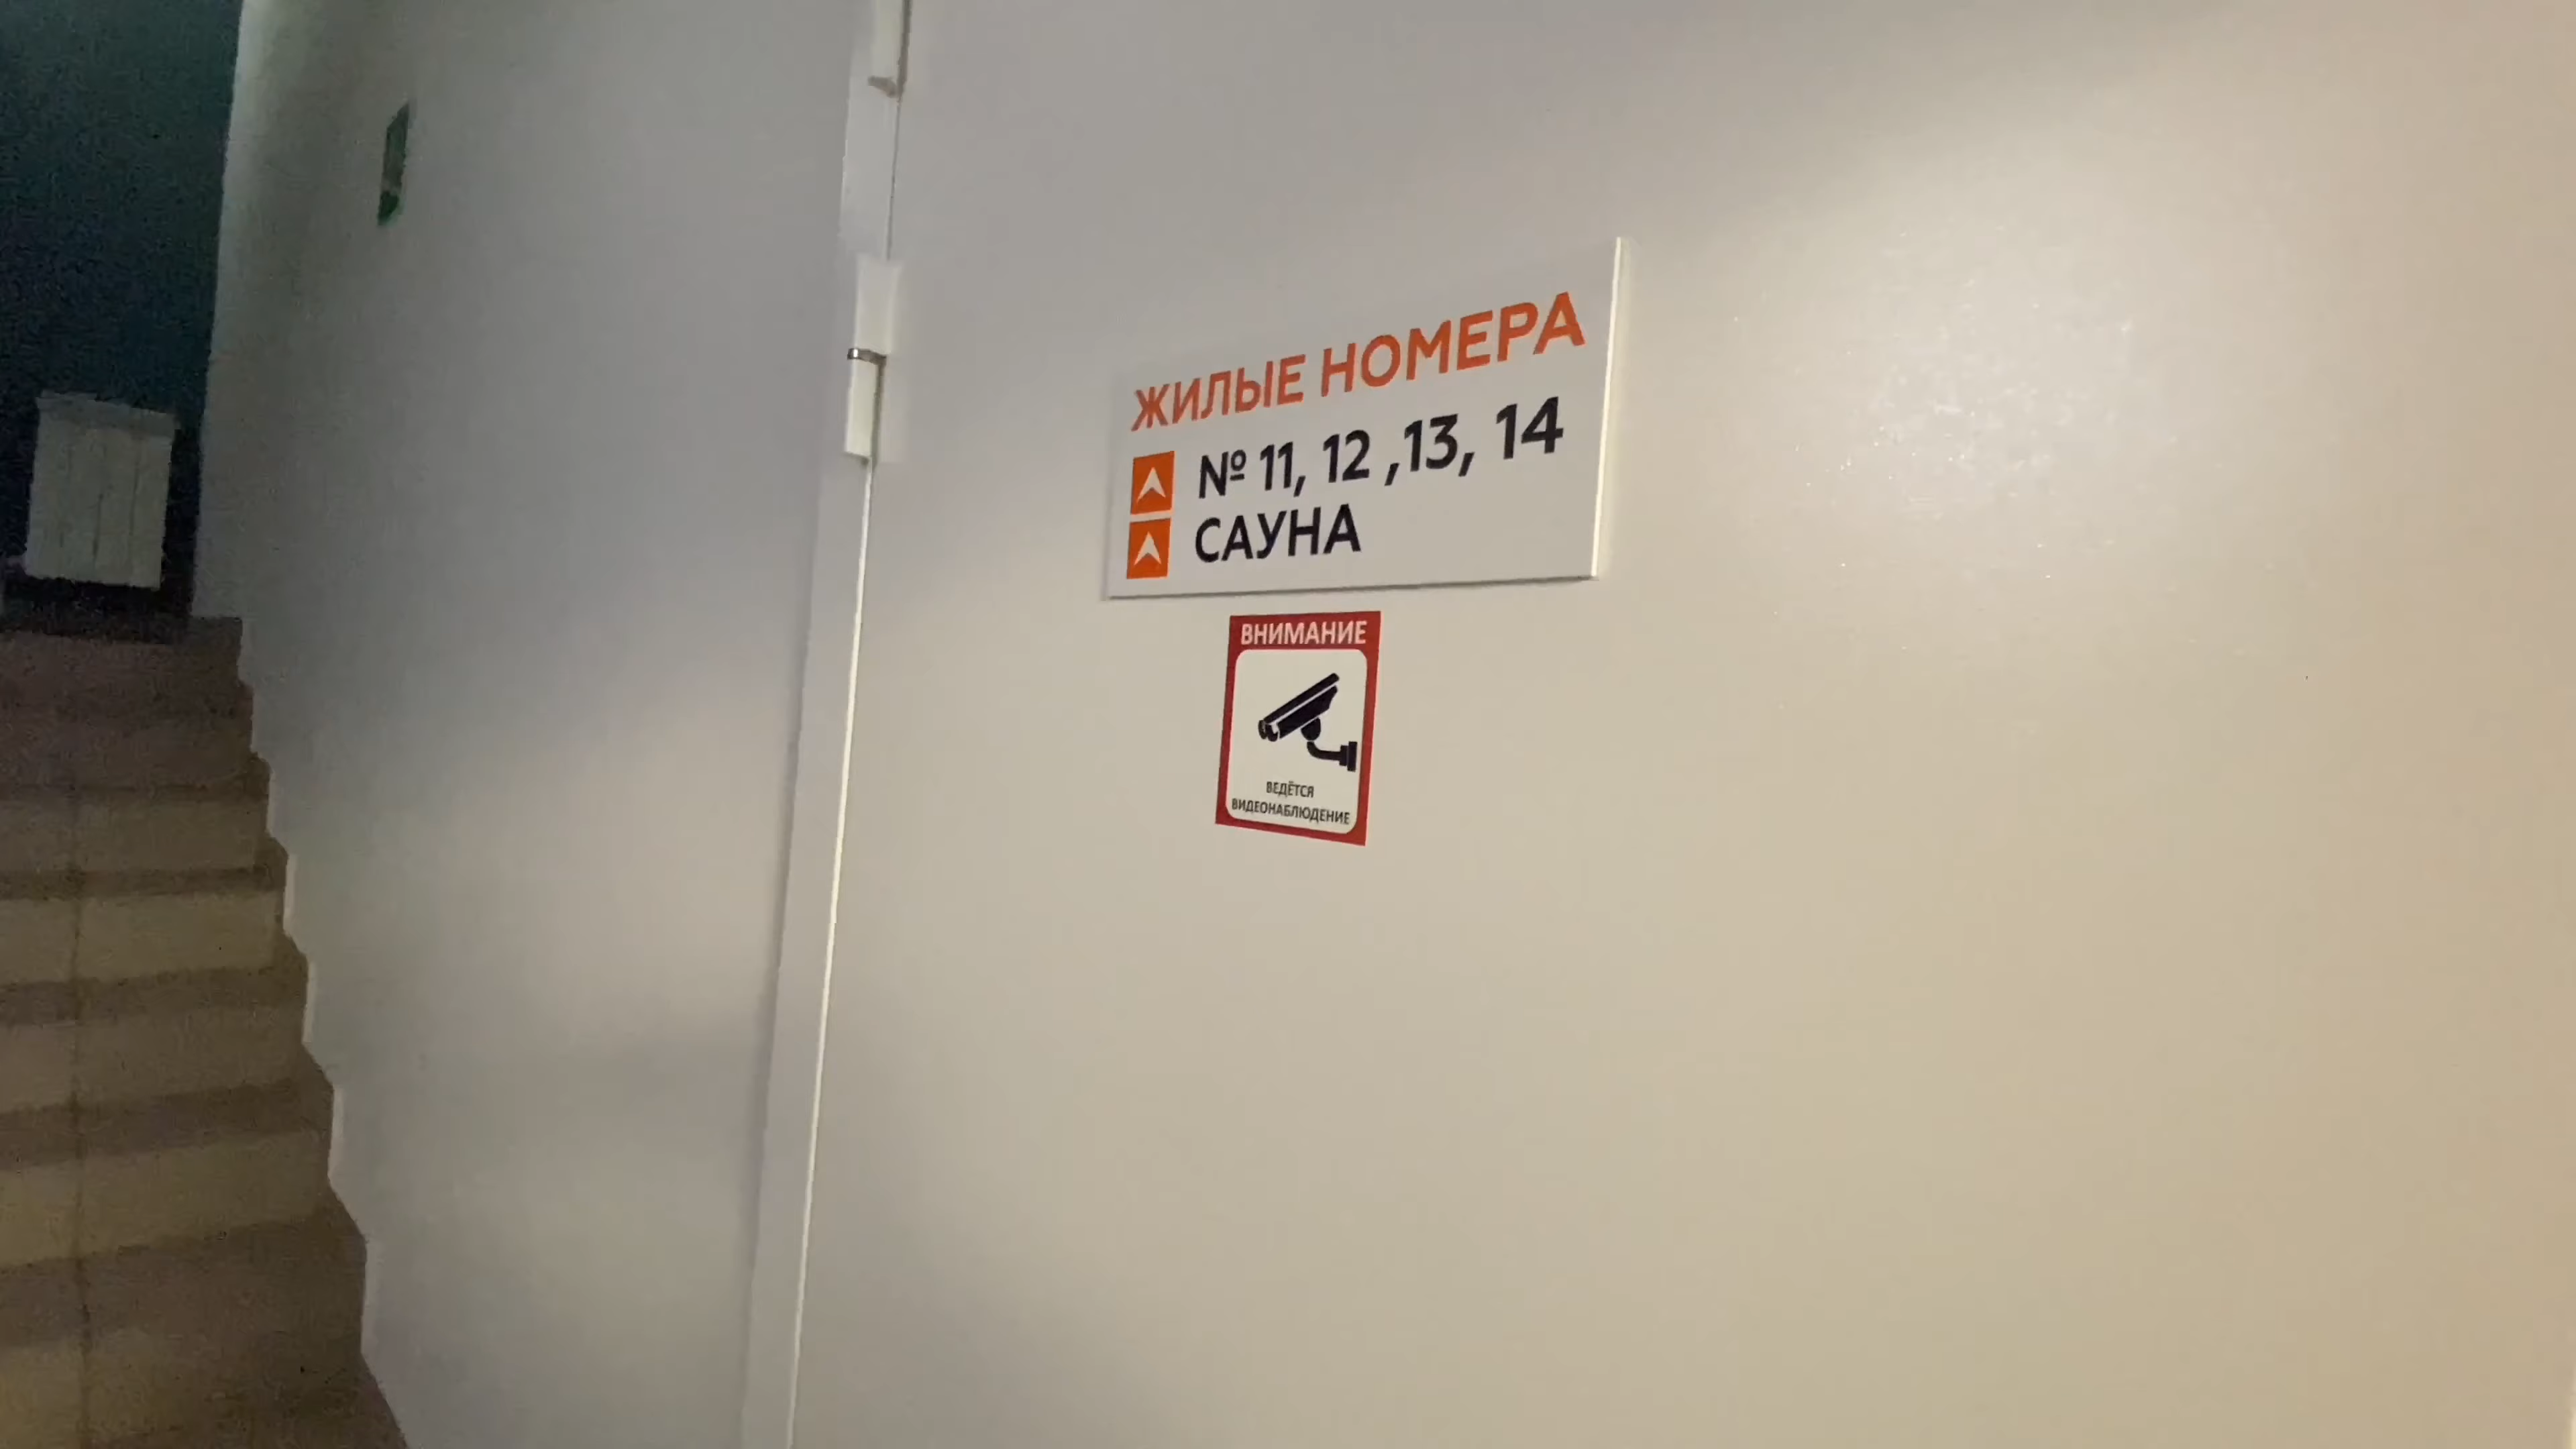 ЖИЛЫЕ НОМЕРА
№ 11, 12 ,13, 14
САУНА
ВНИМАНИЕ
ВЕДЁТСЯ
ВИДЕОНАБЛЮДЕНИЕ